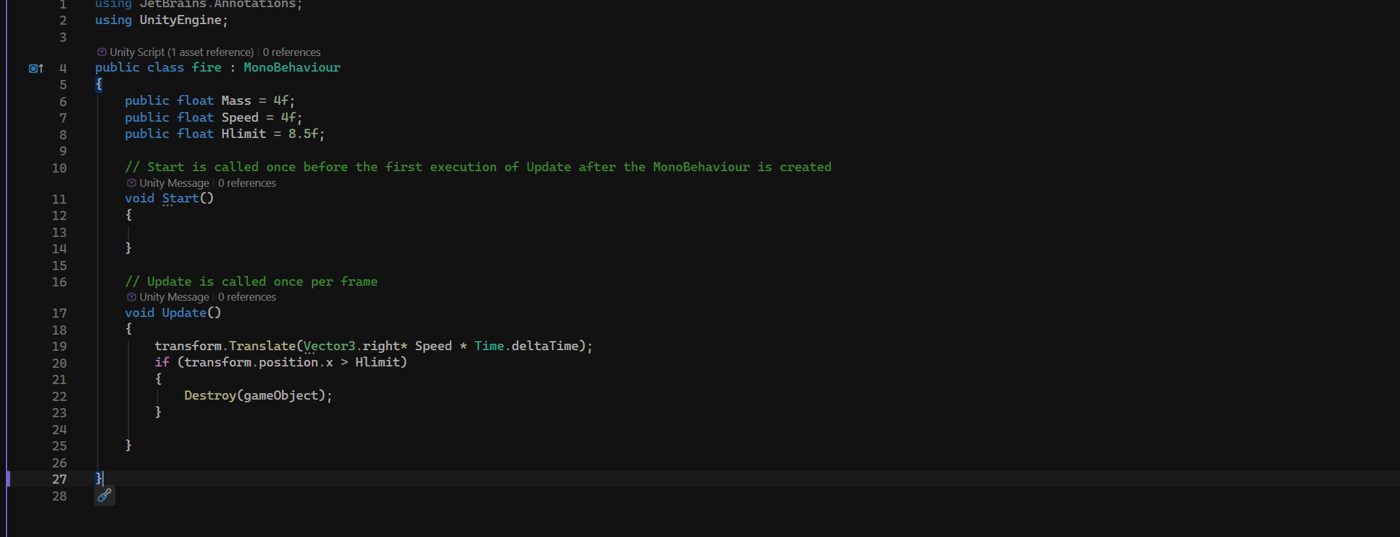 1 using JetBrains.Annotations;
2 using UnityEngine;
3
Unity Script (1 asset reference) | 0 references
4 public class fire : MonoBehaviour
5 {
6 public float Mass = 4f;
7 public float Speed = 4f;
8 public float Hlimit = 8.5f;
9
10 // Start is called once before the first execution of Update after the MonoBehaviour is created
Unity Message | 0 references
11 void Start()
12 {
13
14 }
15
16 // Update is called once per frame
Unity Message | 0 references
17 void Update()
18 {
19 transform.Translate(Vector3.right* Speed * Time.deltaTime);
20 if (transform.position.x > Hlimit)
21 {
22 Destroy(gameObject);
23 }
24
25 }
26
27 }
28